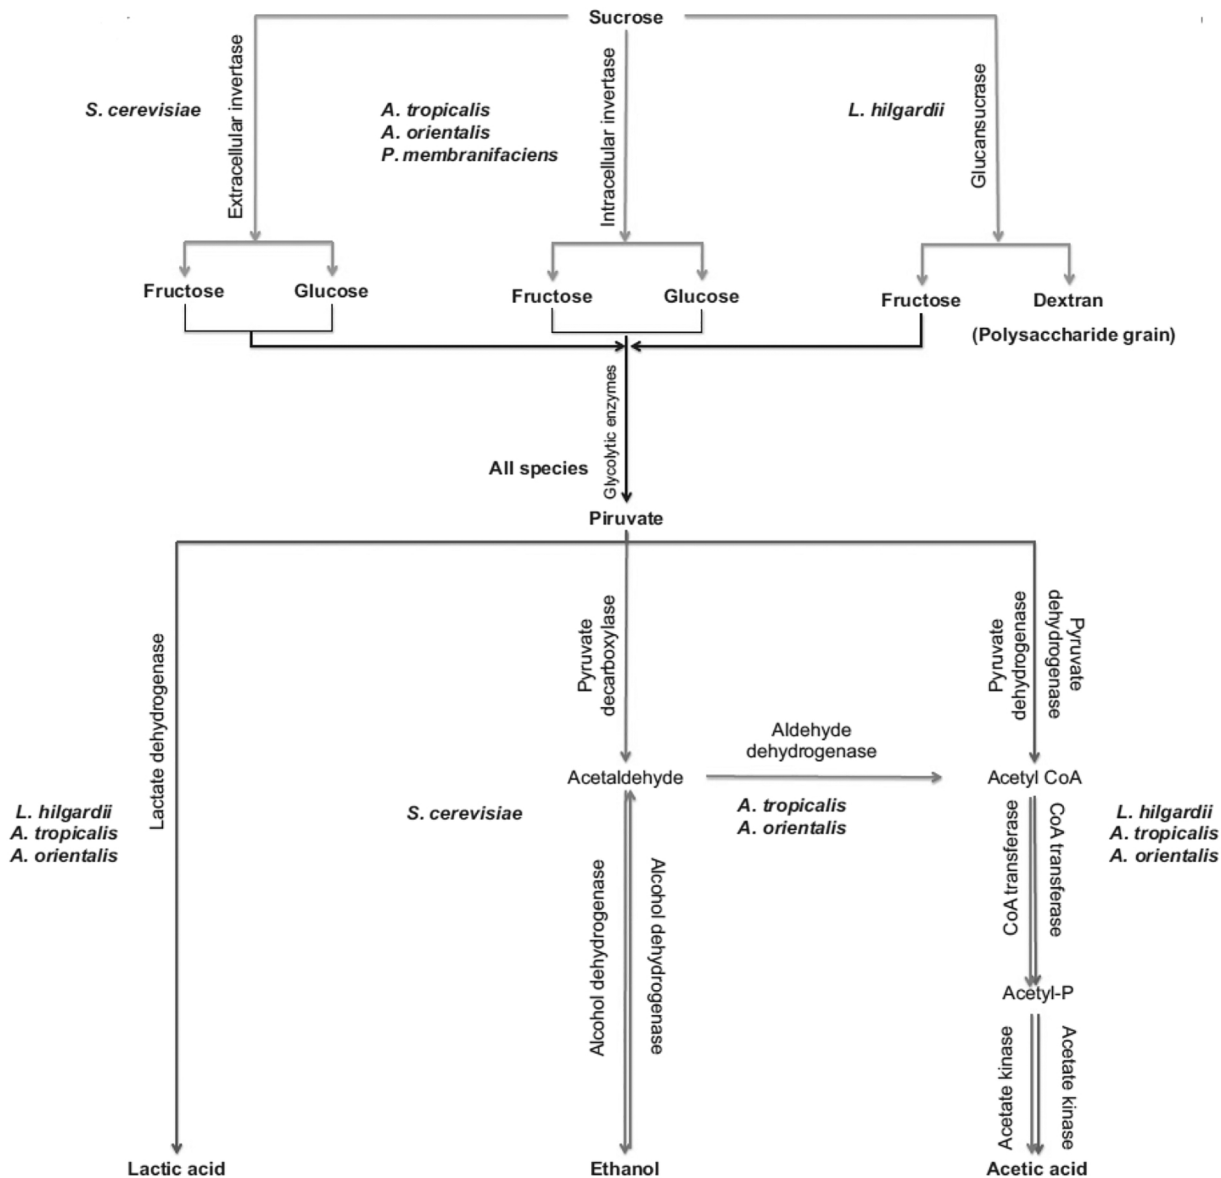 Sucrose
Extracellular invertase
Intracellular invertase
Glucansucrase
S. cerevisiae
A. tropicalis
A. orientalis
P. membranifaciens
L. hilgardii
Fructose
Glucose
Fructose
Glucose
Fructose
Dextran
(Polysaccharide grain)
Glycolytic enzymes
All species
Piruvate
Lactate dehydrogenase
Pyruvate
decarboxylase
Pyruvate
dehydrogenase
Pyruvate
dehydrogenase
Aldehyde
dehydrogenase
Acetaldehyde
Acetyl CoA
L. hilgardii
A. tropicalis
A. orientalis
S. cerevisiae
A. tropicalis
A. orientalis
CoA transferase
CoA transferase
L. hilgardii
A. tropicalis
A. orientalis
Alcohol dehydrogenase
Alcohol dehydrogenase
Acetyl-P
Acetate kinase
Acetate kinase
Lactic acid
Ethanol
Acetic acid